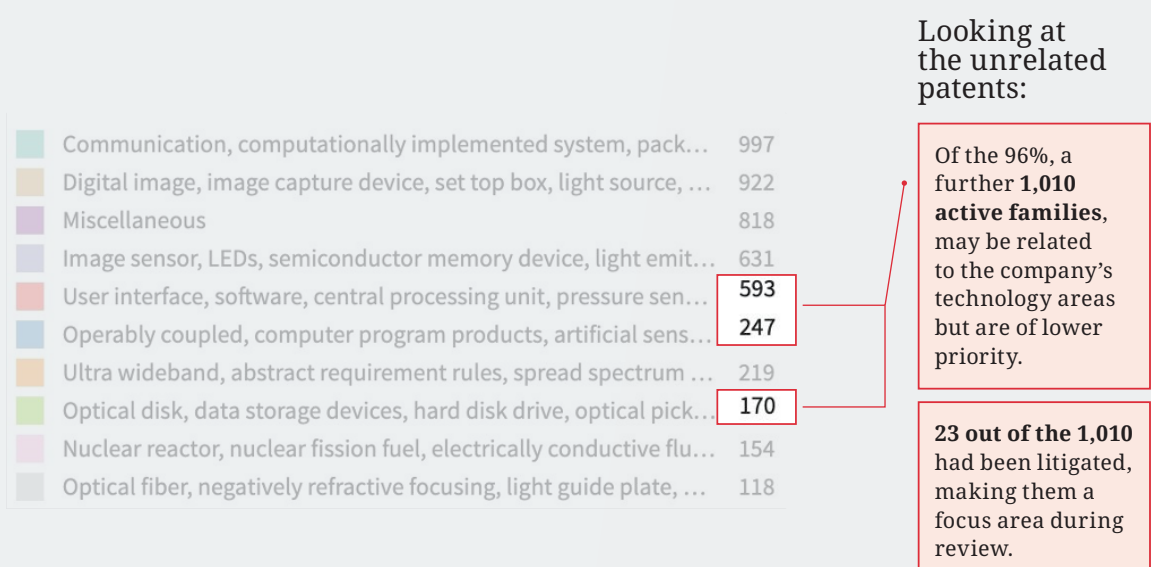 Looking at
the unrelated
patents:
Communication, computationally implemented system, pack... 997
Digital image, image capture device, set top box, light source, ... 922
Miscellaneous 818
Image sensor, LEDs, semiconductor memory device, light emit... 631
User interface, software, central processing unit, pressure sen... 593
Operably coupled, computer program products, artificial sens... 247
Ultra wideband, abstract requirement rules, spread spectrum ... 219
Optical disk, data storage devices, hard disk drive, optical pick... 170
Nuclear reactor, nuclear fission fuel, electrically conductive flu... 154
Optical fiber, negatively refractive focusing, light guide plate, ... 118
Of the 96%, a
further 1,010
active families,
may be related
to the company’s
technology areas
but are of lower
priority.
23 out of the 1,010
had been litigated,
making them a
focus area during
review.